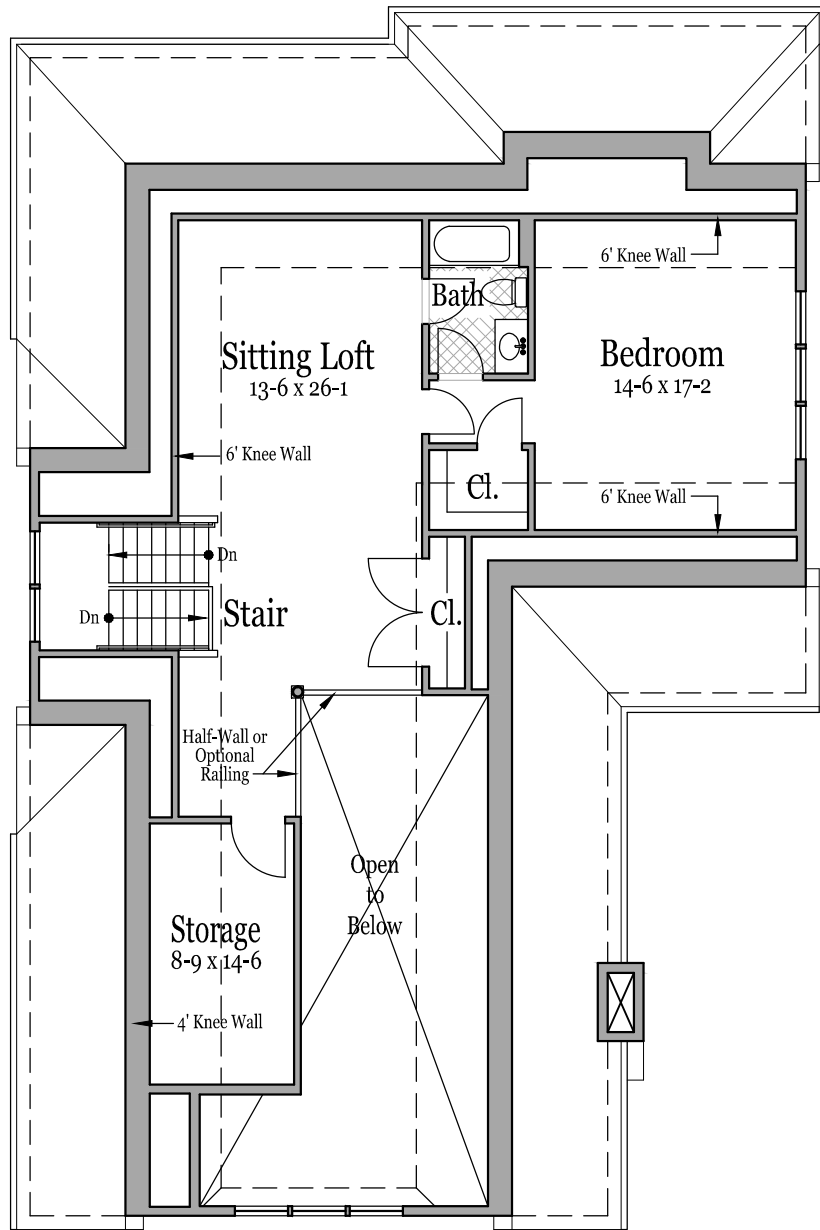 6' Knee Wall
Bath
Sitting Loft
13-6 x 26-1
Bedroom
14-6 x 17-2
6' Knee Wall
Cl.
6' Knee Wall
Dn
Dn
Stair
Cl.
Half-Wall or
Optional
Railing
Open
to
Below
Storage
8-9 x 14-6
4' Knee Wall